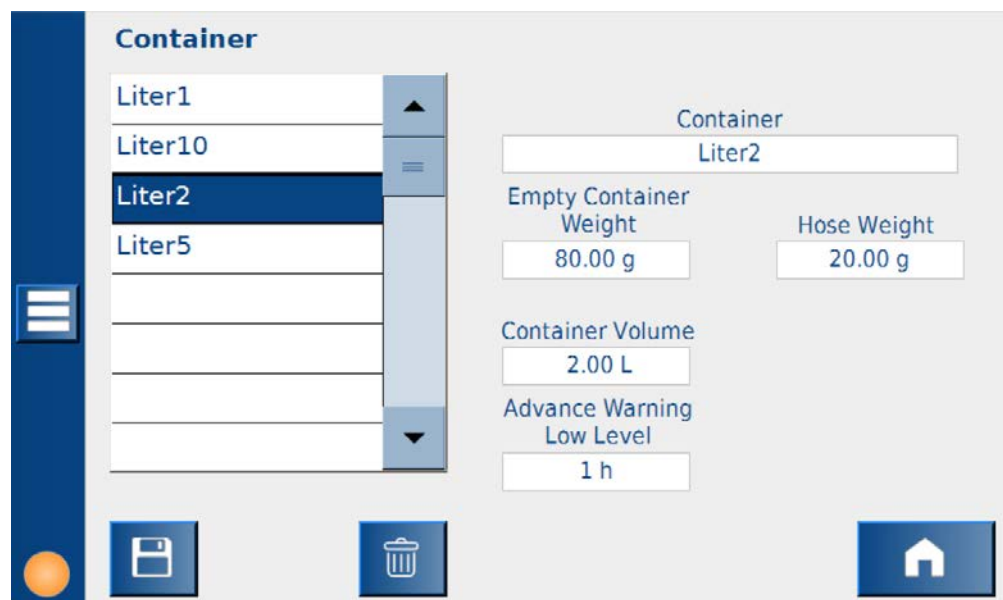 Container
Liter1
Liter10
Liter2
Liter5
Container
Liter2
Empty Container
Weight
80.00 g
Hose Weight
20.00 g
Container Volume
2.00 L
Advance Warning
Low Level
1 h